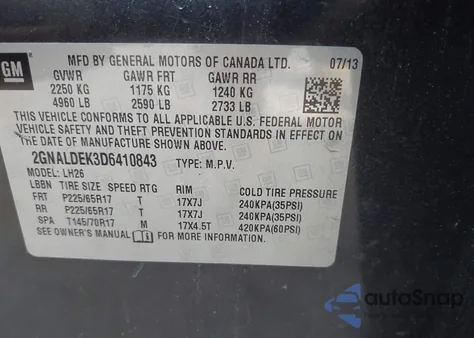 GM
MFD BY GENERAL MOTORS OF CANADA LTD. 07/13
GVWR GAWR FRT GAWR RR
2250 KG 1175 KG 1240 KG
4960 LB 2590 LB 2733 LB
THIS VEHICLE CONFORMS TO ALL APPLICABLE U.S. FEDERAL MOTOR
VEHICLE SAFETY AND THEFT PREVENTION STANDARDS IN EFFECT ON
THE DATE OF MANUFACTURE SHOWN ABOVE.
2GNALDEK3D6410843 TYPE: M.P.V.
MODEL: LH26
LBBN TIRE SIZE SPEED RTG RIM COLD TIRE PRESSURE
FRT P225/65R17 T 17X7J 240KPA(35PSI)
RR P225/65R17 T 17X7J 240KPA(35PSI)
SPA T145/70R17 M 17X4.5T 420KPA(60PSI)
SEE OWNER'S MANUAL FOR MORE INFORMATION.
autoSnap
BY AUTOASTAT